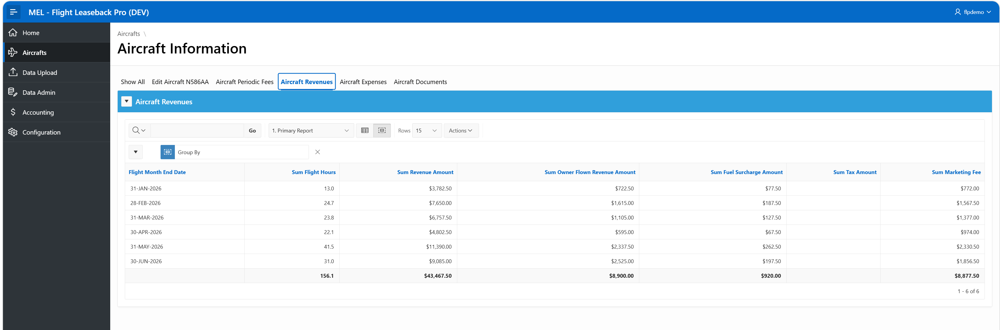 MEL - Flight Leaseback Pro (DEV)
flpdemo
Home
Aircrafts
Data Upload
Data Admin
Accounting
Configuration
Aircrafts \
Aircraft Information
Show All Edit Aircraft N586AA Aircraft Periodic Fees Aircraft Revenues Aircraft Expenses Aircraft Documents
Aircraft Revenues
Go 1. Primary Report Rows 15 Actions
Group By
Flight Month End Date Sum Flight Hours Sum Revenue Amount Sum Owner Flown Revenue Amount Sum Fuel Surcharge Amount Sum Tax Amount Sum Marketing Fee
31-JAN-2026 13.0 $3,782.50 $722.50 $77.50 $772.00
28-FEB-2026 24.7 $7,650.00 $1,615.00 $187.50 $1,567.50
31-MAR-2026 23.8 $6,757.50 $1,105.00 $127.50 $1,377.00
30-APR-2026 22.1 $4,802.50 $595.00 $67.50 $974.00
31-MAY-2026 41.5 $11,390.00 $2,337.50 $262.50 $2,330.50
30-JUN-2026 31.0 $9,085.00 $2,525.00 $197.50 $1,856.50
156.1 $43,467.50 $8,900.00 $920.00 $8,877.50
1 - 6 of 6